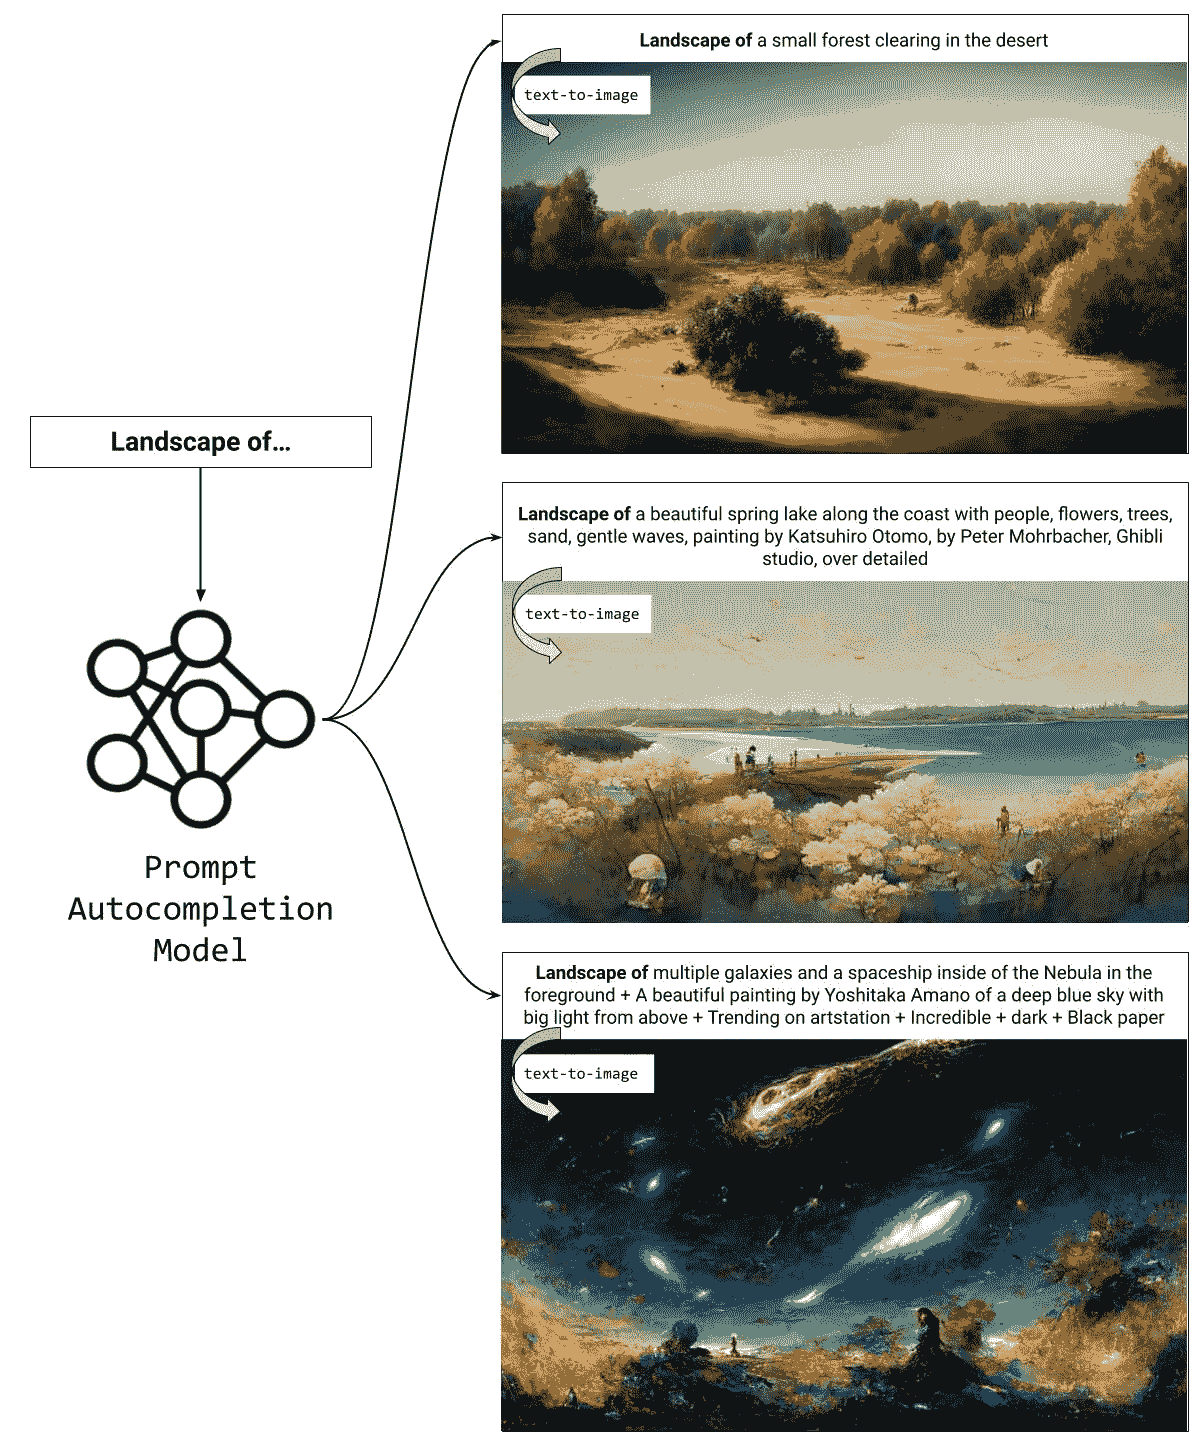 Landscape of...
Prompt
Autocompletion
Model
Landscape of a small forest clearing in the desert
text-to-image
Landscape of a beautiful spring lake along the coast with people, flowers, trees,
sand, gentle waves, painting by Katsuhiro Otomo, by Peter Mohrbacher, Ghibli
studio, over detailed
text-to-image
Landscape of multiple galaxies and a spaceship inside of the Nebula in the
foreground + A beautiful painting by Yoshitaka Amano of a deep blue sky with
big light from above + Trending on artstation + Incredible + dark + Black paper
text-to-image